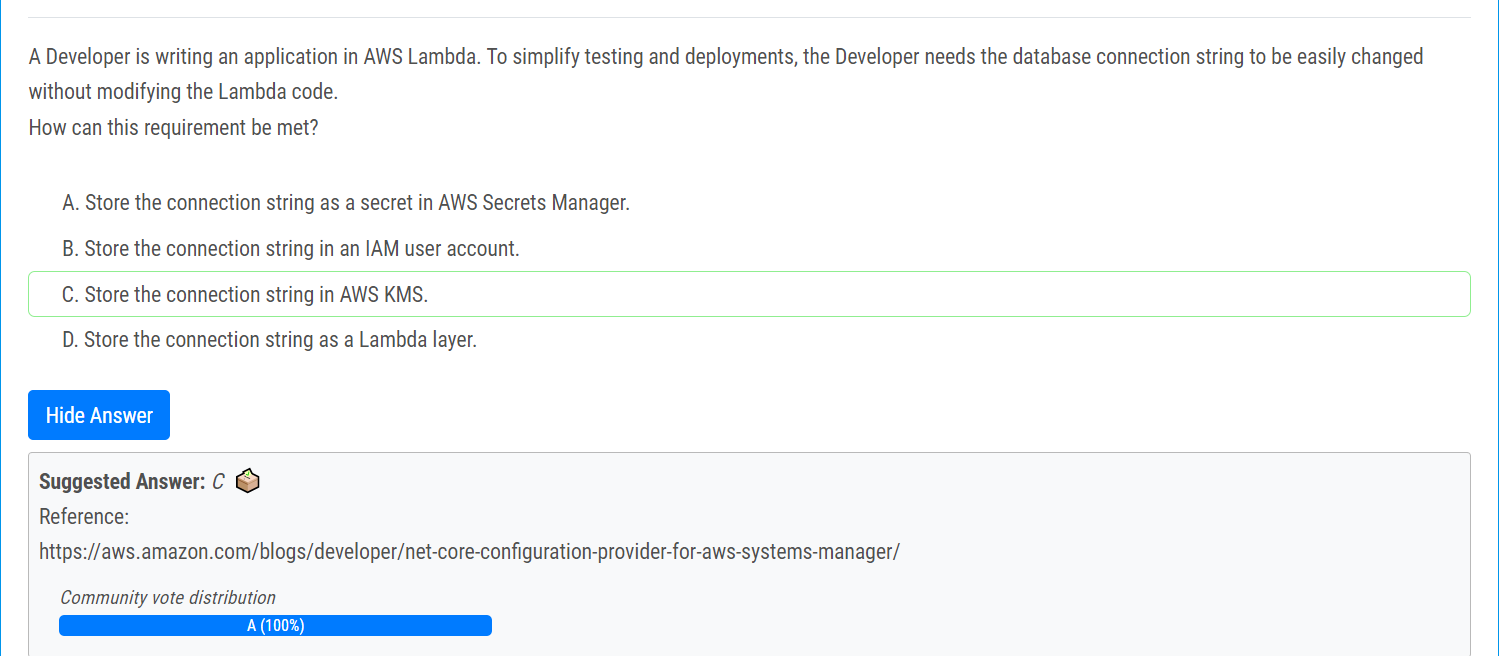 A Developer is writing an application in AWS Lambda. To simplify testing and deployments, the Developer needs the database connection string to be easily changed
without modifying the Lambda code.
How can this requirement be met?
A. Store the connection string as a secret in AWS Secrets Manager.
B. Store the connection string in an IAM user account.
C. Store the connection string in AWS KMS.
D. Store the connection string as a Lambda layer.
Hide Answer
Suggested Answer: C
Reference:
https://aws.amazon.com/blogs/developer/net-core-configuration-provider-for-aws-systems-manager/
Community vote distribution
A (100%)